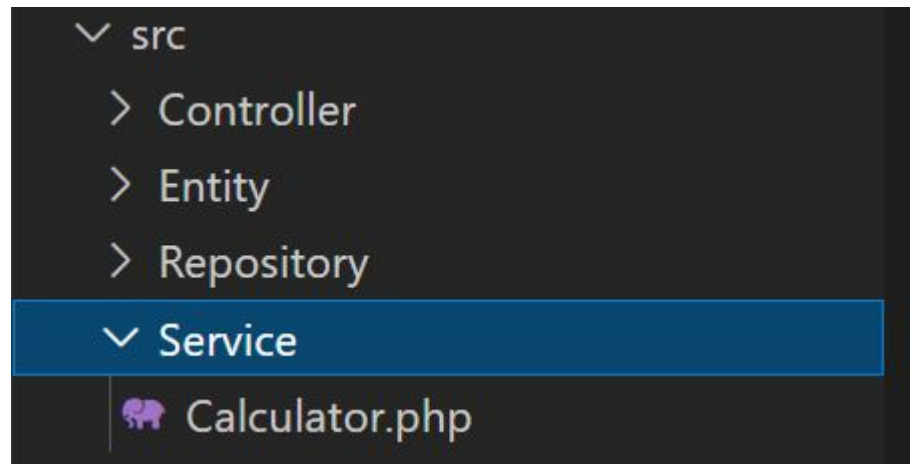 src
Controller
Entity
Repository
Service
Calculator.php